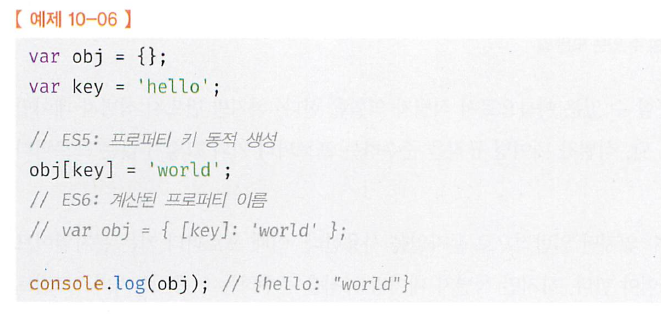 【 예제 10-06 】
var obj = {};
var key = 'hello';
// ES5: 프로퍼티 키 동적 생성
obj[key] = 'world';
// ES6: 계산된 프로퍼티 이름
// var obj = { [key]: 'world' };
console.log(obj); // {hello: "world"}